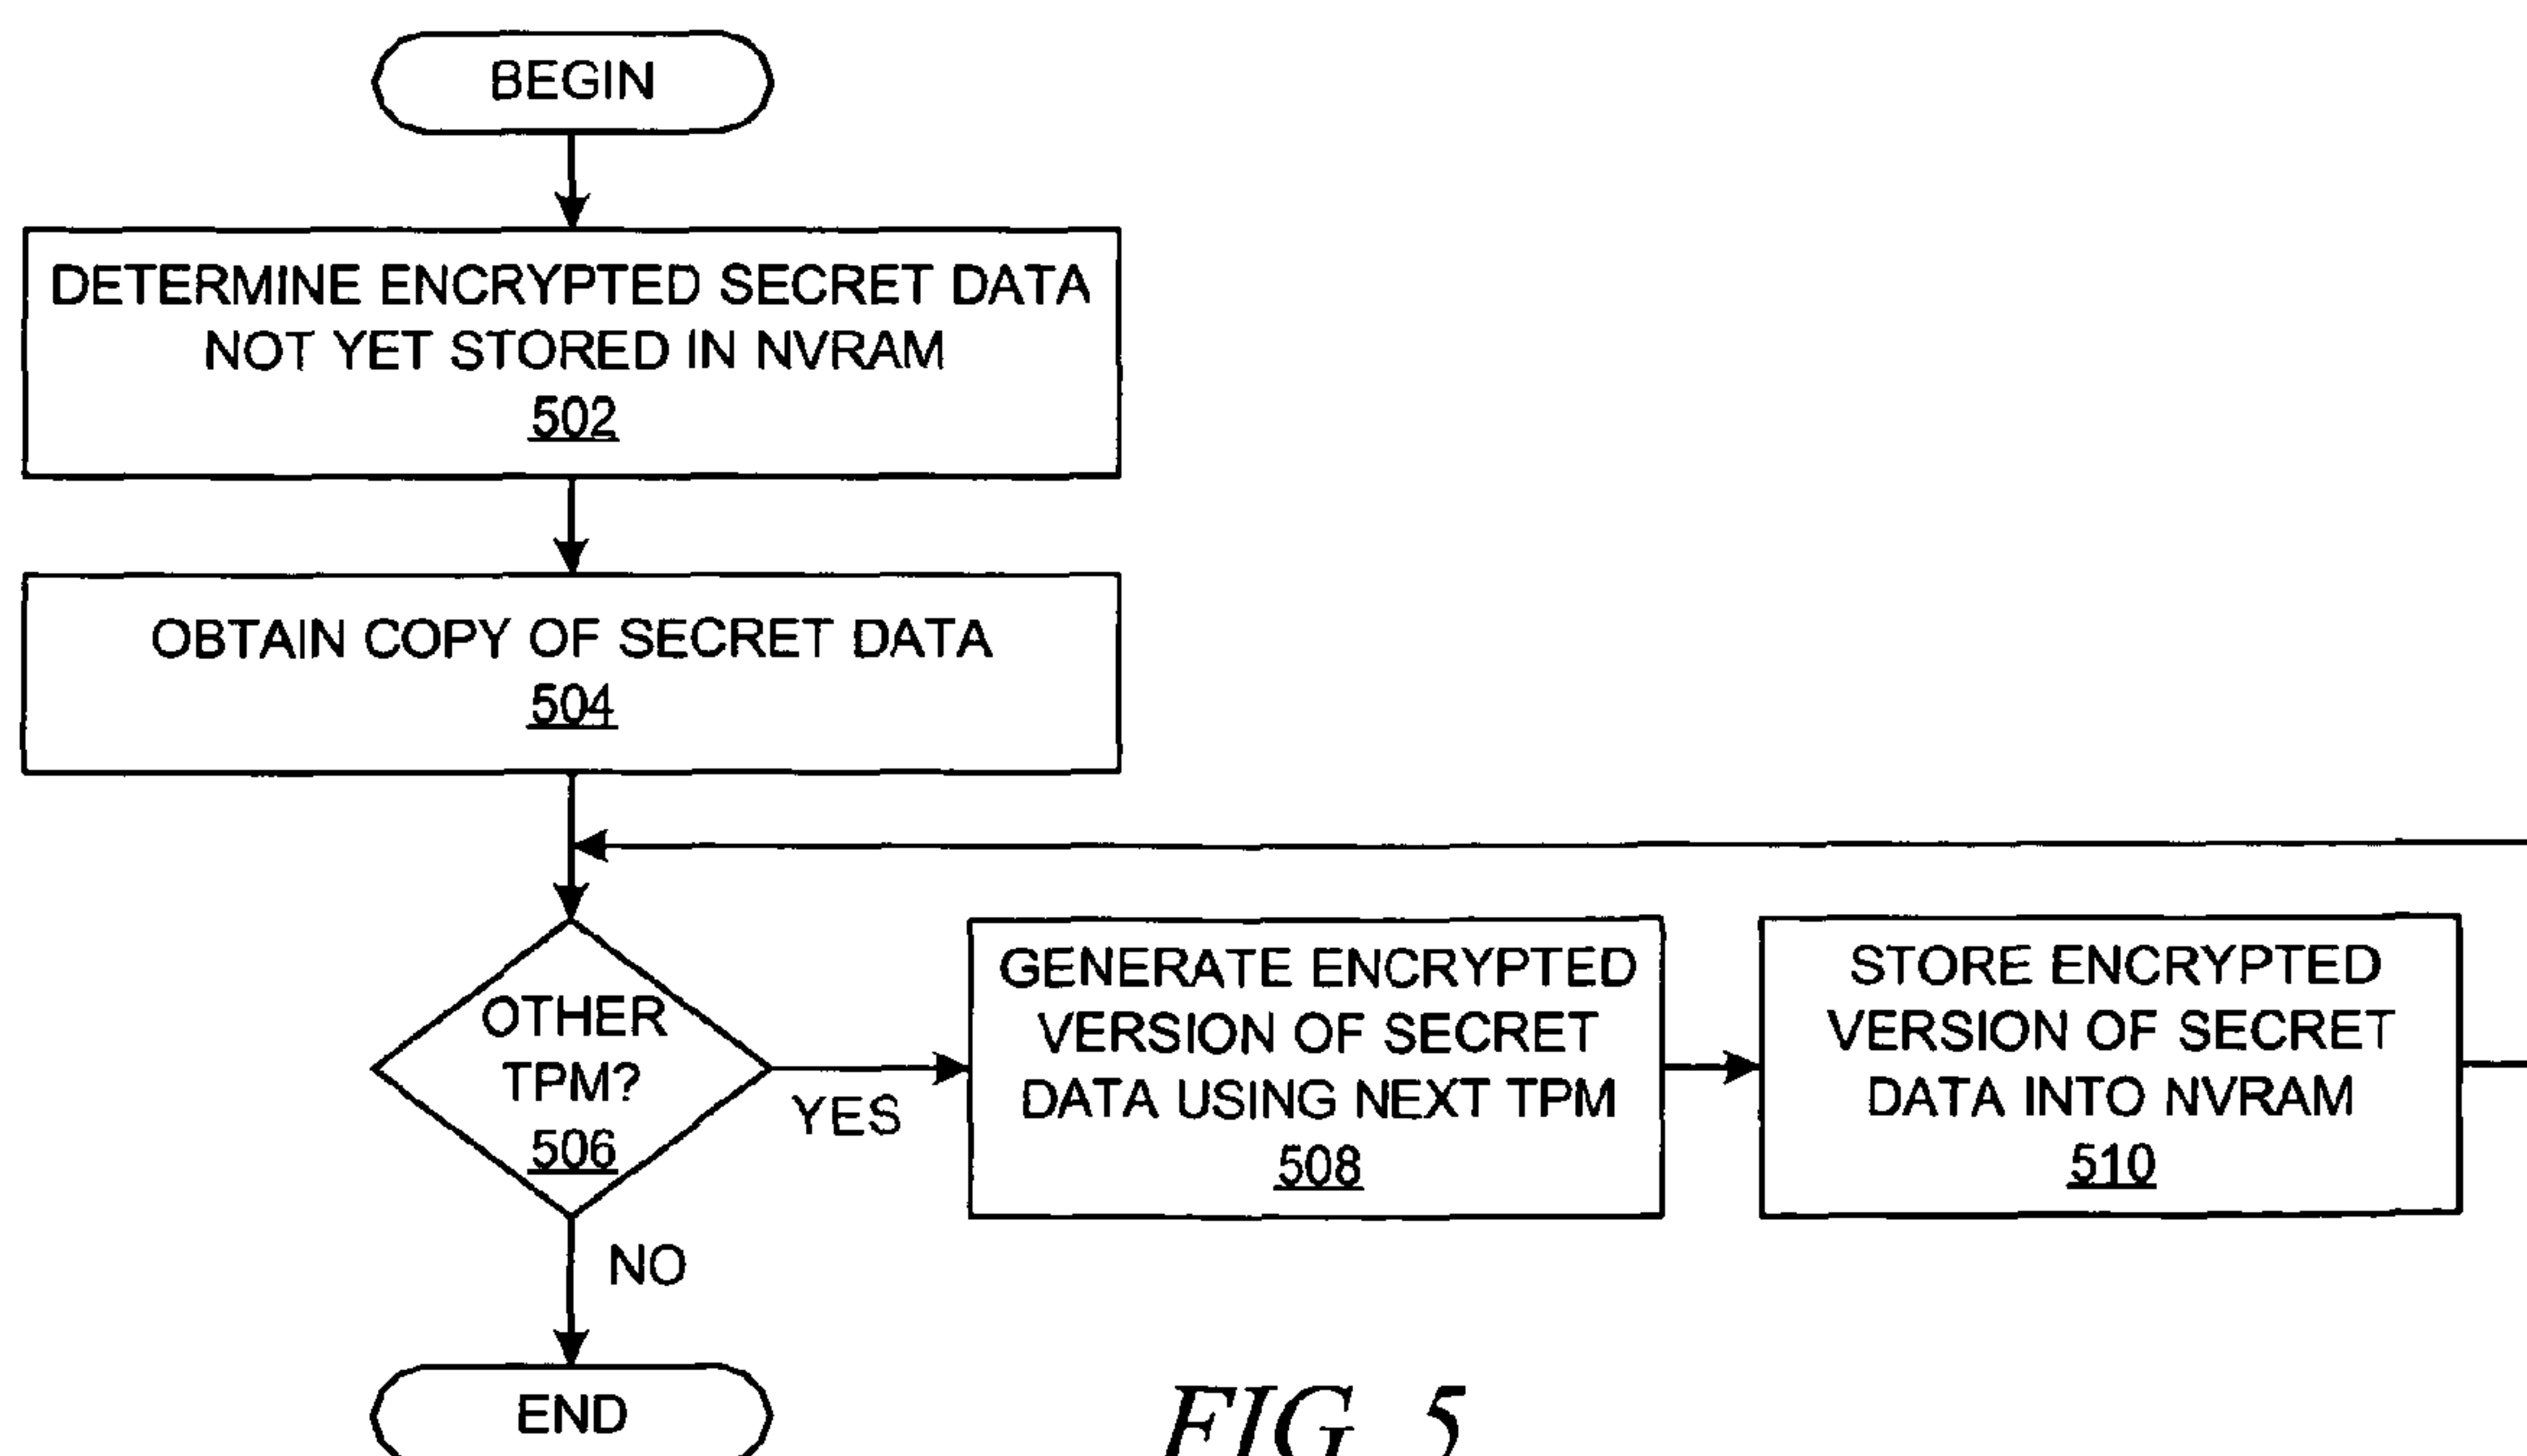 BEGIN
DETERMINE ENCRYPTED SECRET DATA
NOT YET STORED IN NVRAM
502
OBTAIN COPY OF SECRET DATA
504
OTHER
TPM?
506
YES
GENERATE ENCRYPTED
VERSION OF SECRET
DATA USING NEXT TPM
508
STORE ENCRYPTED
VERSION OF SECRET
DATA INTO NVRAM
510
NO
END
FIG. 5